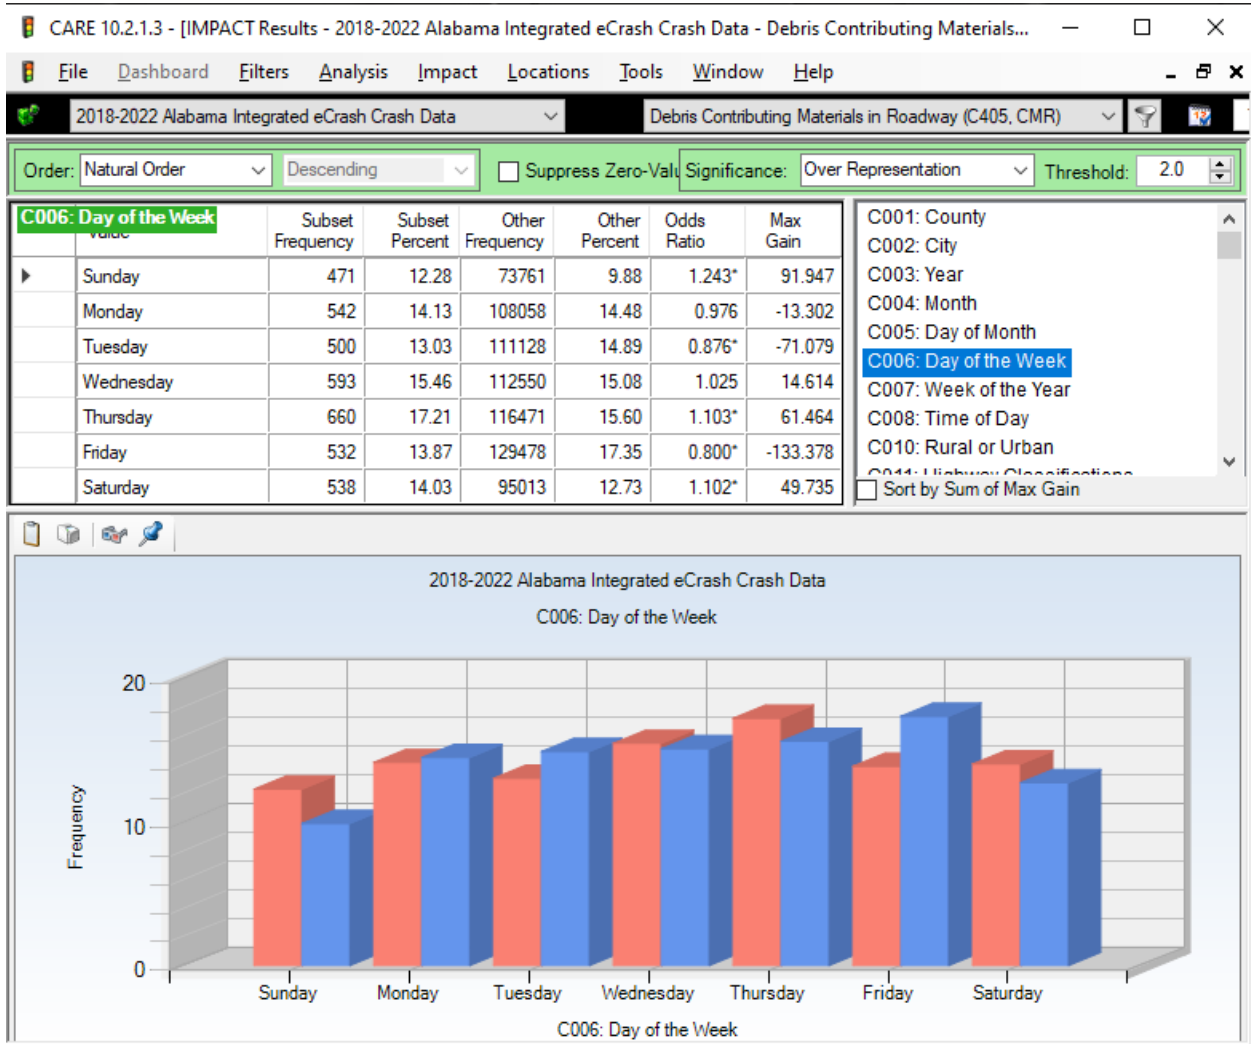 CARE 10.2.1.3 - [IMPACT Results - 2018-2022 Alabama Integrated eCrash Crash Data - Debris Contributing Materials...
File Dashboard Filters Analysis Impact Locations Tools Window Help
2018-2022 Alabama Integrated eCrash Crash Data Debris Contributing Materials in Roadway (C405, CMR)
Order: Natural Order Descending Suppress Zero-Valu Significance: Over Representation Threshold: 2.0
C006: Day of the Week Subset Frequency Subset Percent Other Frequency Other Percent Odds Ratio Max Gain
Sunday 471 12.28 73761 9.88 1.243* 91.947
Monday 542 14.13 108058 14.48 0.976 -13.302
Tuesday 500 13.03 111128 14.89 0.876* -71.079
Wednesday 593 15.46 112550 15.08 1.025 14.614
Thursday 660 17.21 116471 15.60 1.103* 61.464
Friday 532 13.87 129478 17.35 0.800* -133.378
Saturday 538 14.03 95013 12.73 1.102* 49.735
C001: County
C002: City
C003: Year
C004: Month
C005: Day of Month
C006: Day of the Week
C007: Week of the Year
C008: Time of Day
C010: Rural or Urban
Sort by Sum of Max Gain
2018-2022 Alabama Integrated eCrash Crash Data
C006: Day of the Week
20
10
0
Frequency
Sunday Monday Tuesday Wednesday Thursday Friday Saturday
C006: Day of the Week